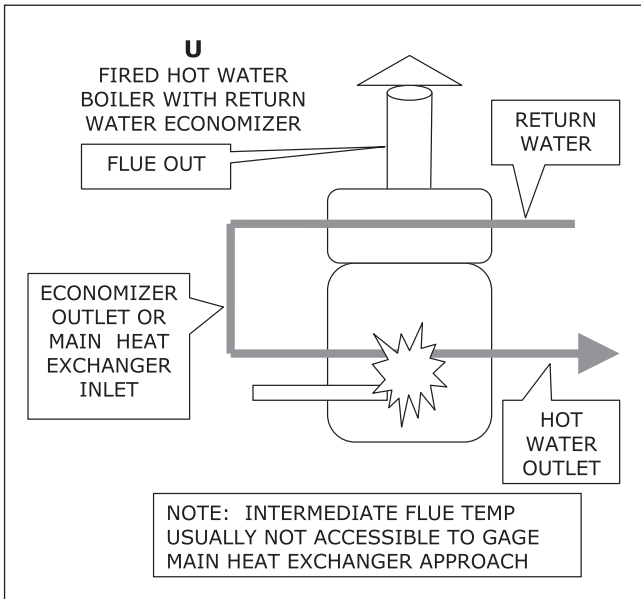 U
FIRED HOT WATER
BOILER WITH RETURN
WATER ECONOMIZER
FLUE OUT
RETURN
WATER
ECONOMIZER
OUTLET OR
MAIN HEAT
EXCHANGER
INLET
HOT
WATER
OUTLET
NOTE: INTERMEDIATE FLUE TEMP
USUALLY NOT ACCESSIBLE TO GAGE
MAIN HEAT EXCHANGER APPROACH